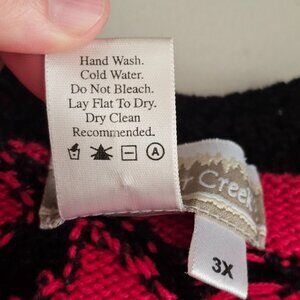 Hand Wash.
Cold Water.
Do Not Bleach.
Lay Flat To Dry.
Dry Clean
Recommended.
A
Creek
3X